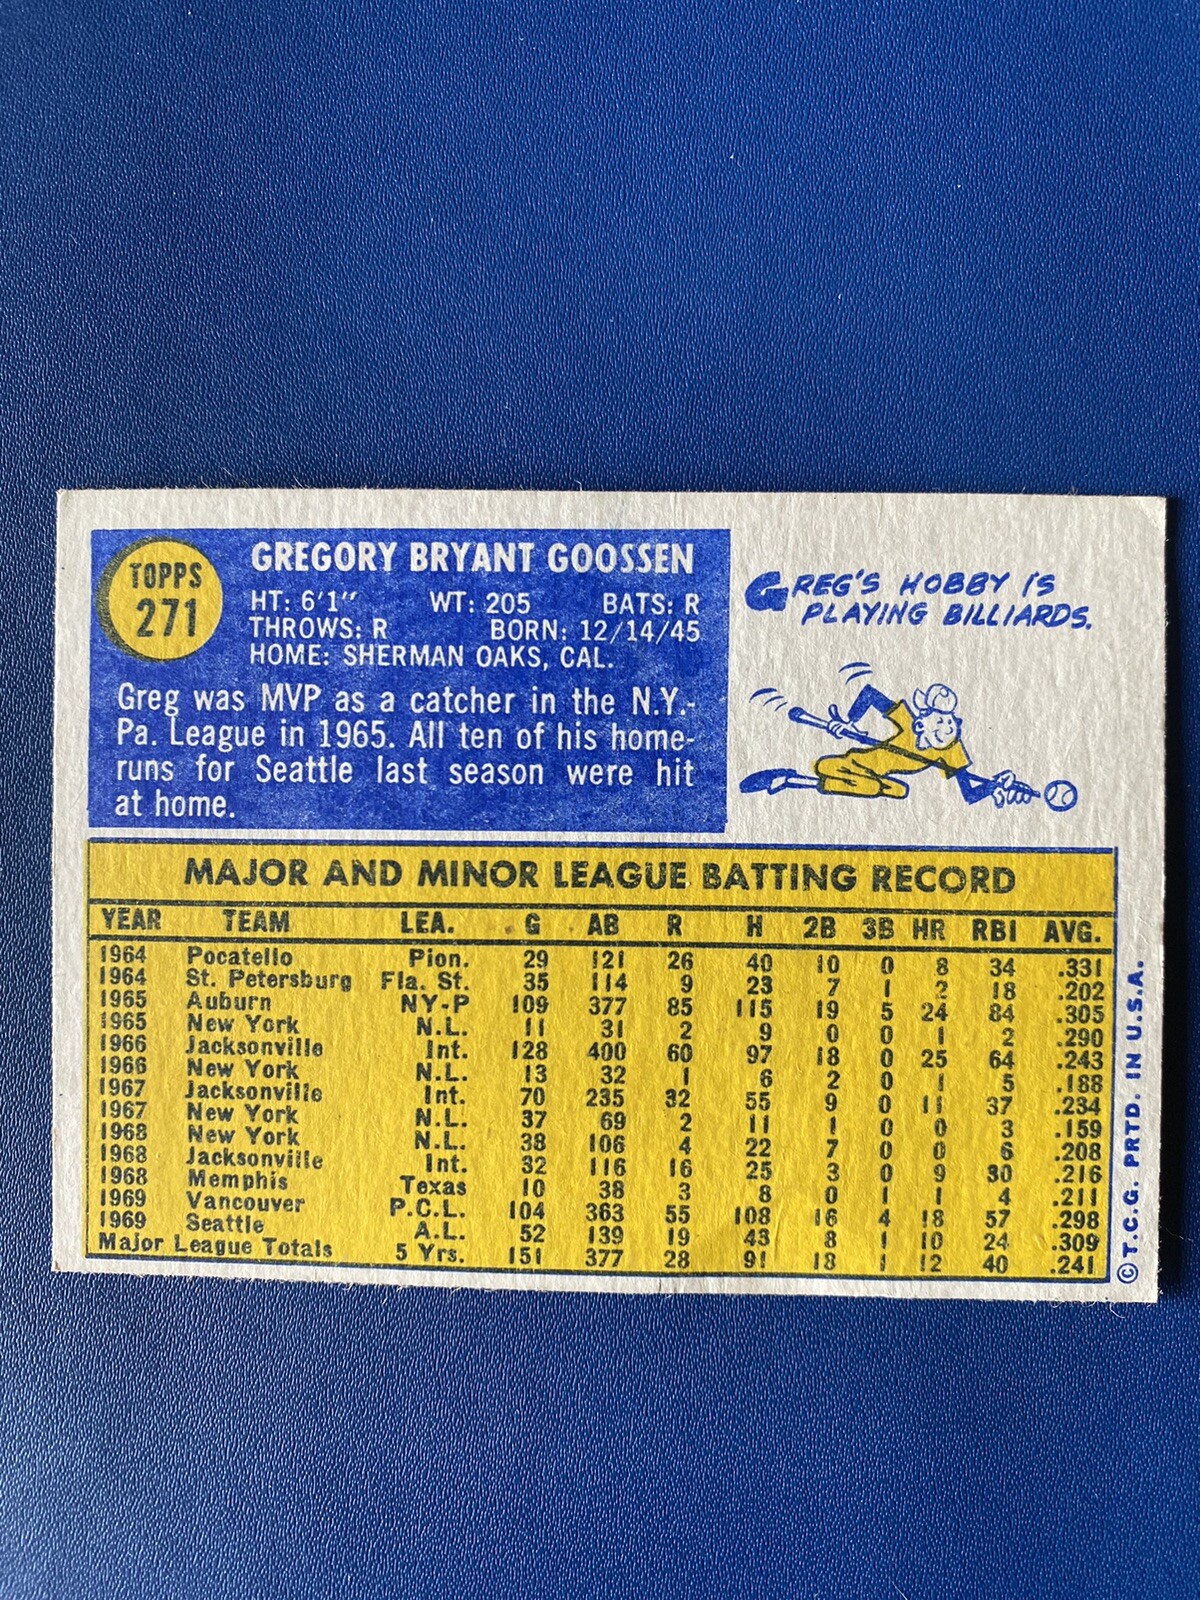 TOPPS
271
GREGORY BRYANT GOOSSEN
HT: 6'1" WT: 205 BATS: R
THROWS: R BORN: 12/14/45
HOME: SHERMAN OAKS, CAL.
Greg was MVP as a catcher in the N.Y.-
Pa. League in 1965. All ten of his home-
runs for Seattle last season were hit
at home.
GREG'S HOBBY IS
PLAYING BILLIARDS.
MAJOR AND MINOR LEAGUE BATTING RECORD
YEAR TEAM LEA. G AB R H 2B 3B HR RBI AVG.
1964 Pocatello Pion. 29 121 26 40 10 0 8 34 .331
1964 St. Petersburg Fla. St. 35 114 9 23 7 1 2 18 .202
1965 Auburn NY-P 109 377 85 115 19 5 24 84 .305
1965 New York N.L. 11 31 2 9 0 0 1 2 .290
1966 Jacksonville Int. 128 400 60 97 18 0 25 64 .243
1966 New York N.L. 13 32 1 6 2 0 1 5 .188
1967 Jacksonville Int. 70 235 32 55 9 0 11 37 .234
1967 New York N.L. 37 69 2 11 1 0 0 3 .159
1968 New York N.L. 38 106 4 22 7 0 0 6 .208
1968 Jacksonville Int. 32 116 16 25 3 0 9 30 .216
1968 Memphis Texas 10 38 3 8 0 1 1 4 .211
1969 Vancouver P.C.L. 104 363 55 108 16 4 18 57 .298
1969 Seattle A.L. 52 139 19 43 8 1 10 24 .309
Major League Totals 5 Yrs. 151 377 28 91 18 1 12 40 .241
© T.C.G. PRTD. IN U.S.A.